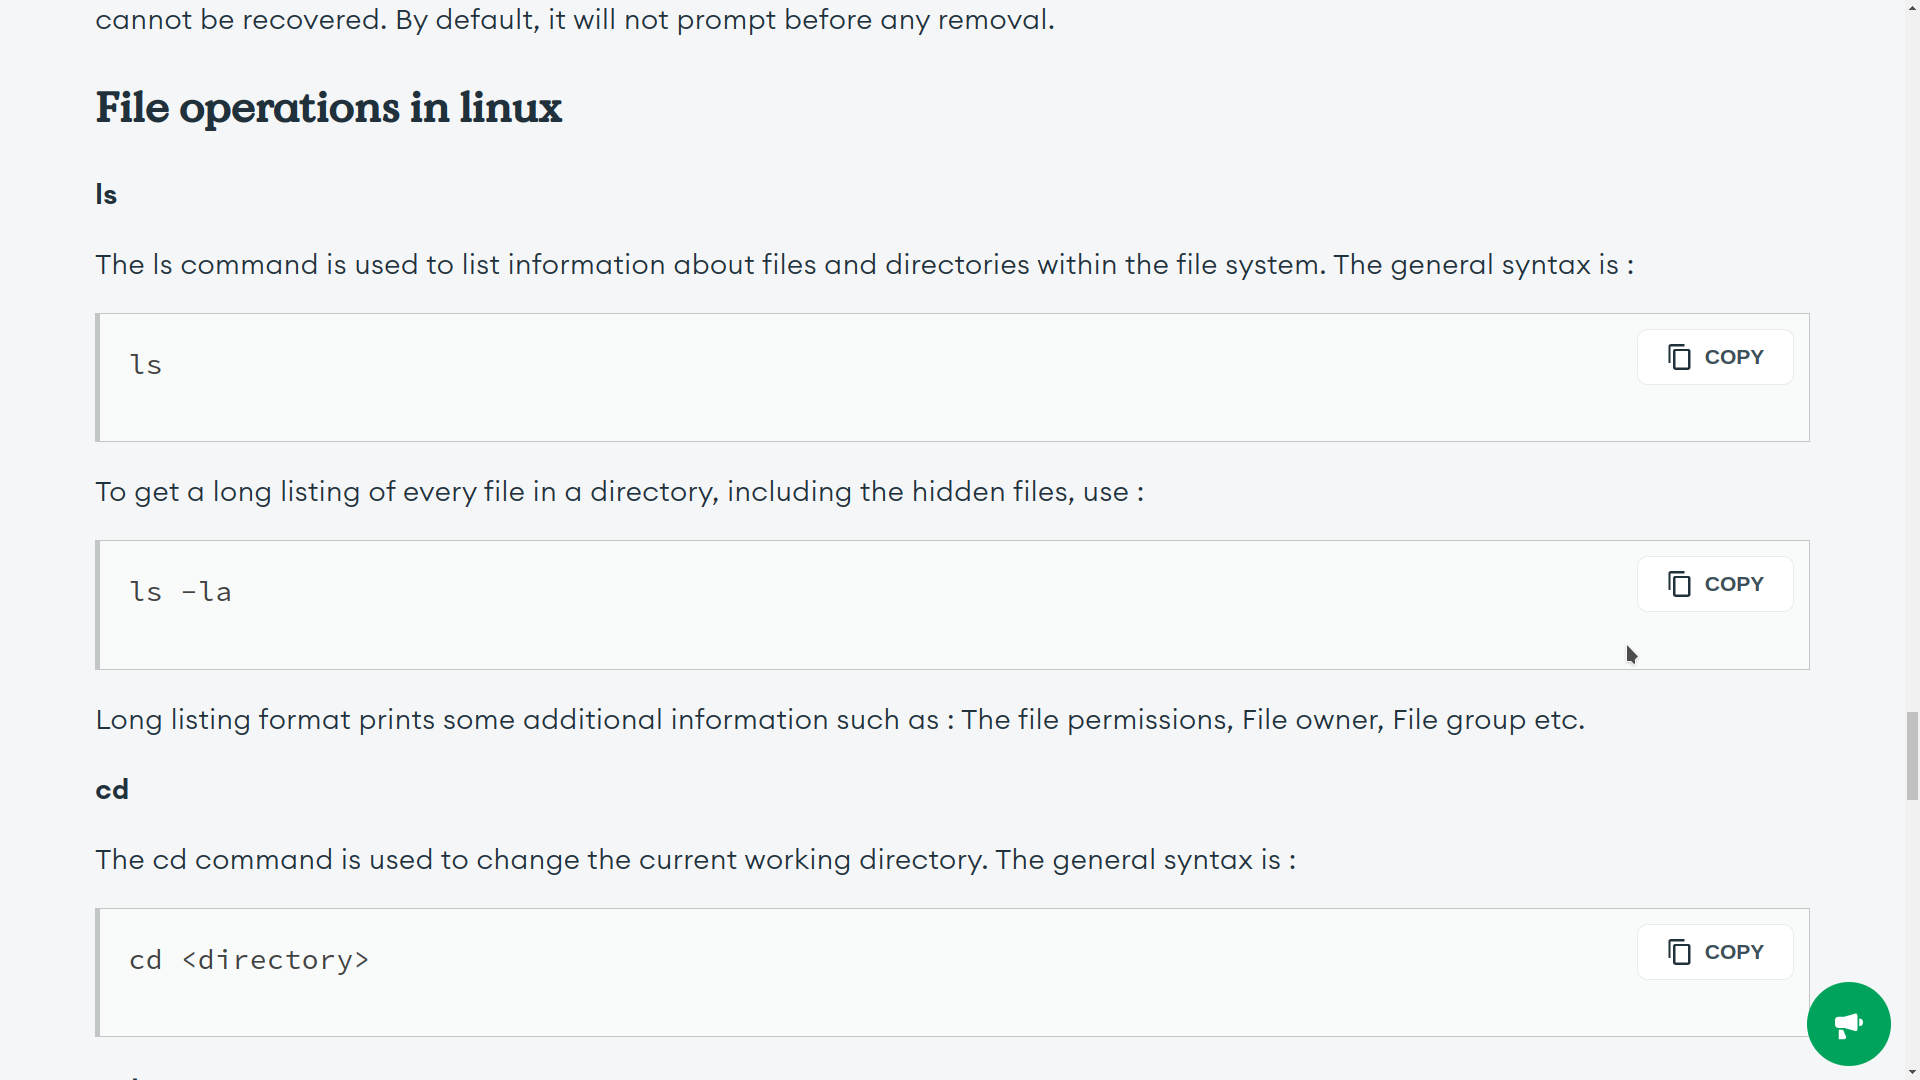 cannot be recovered. By default, it will not prompt before any removal.
File operations in linux
ls
The ls command is used to list information about files and directories within the file system. The general syntax is :
ls
COPY
To get a long listing of every file in a directory, including the hidden files, use :
ls -la
COPY
Long listing format prints some additional information such as : The file permissions, File owner, File group etc.
cd
The cd command is used to change the current working directory. The general syntax is :
cd <directory>
COPY